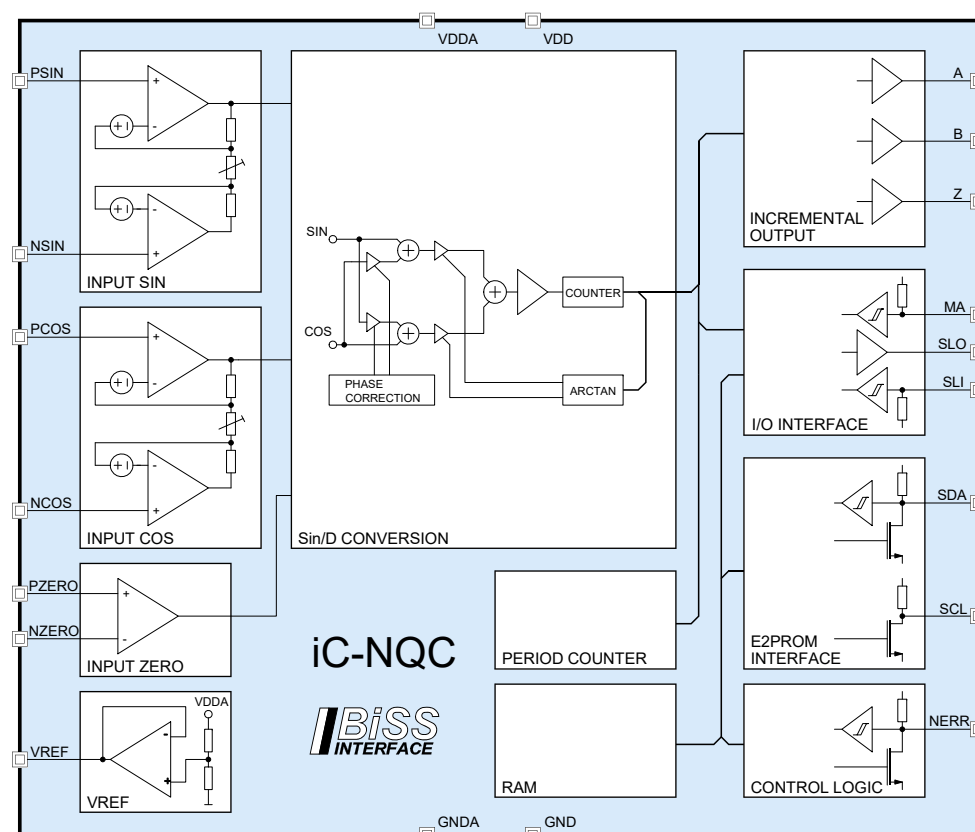 VDDA VDD
PSIN
+
-
-
+
NSIN
INPUT SIN
PCOS
+
-
-
+
NCOS
INPUT COS
PZERO
+
NZERO
-
INPUT ZERO
VDDA
VREF
-
+
VREF
SIN
COS
PHASE
CORRECTION
COUNTER
ARCTAN
Sin/D CONVERSION
iC-NQC
BiSS
INTERFACE
PERIOD COUNTER
RAM
A
B
Z
INCREMENTAL
OUTPUT
MA
SLO
SLI
I/O INTERFACE
SDA
SCL
E2PROM
INTERFACE
NERR
CONTROL LOGIC
GNDA GND